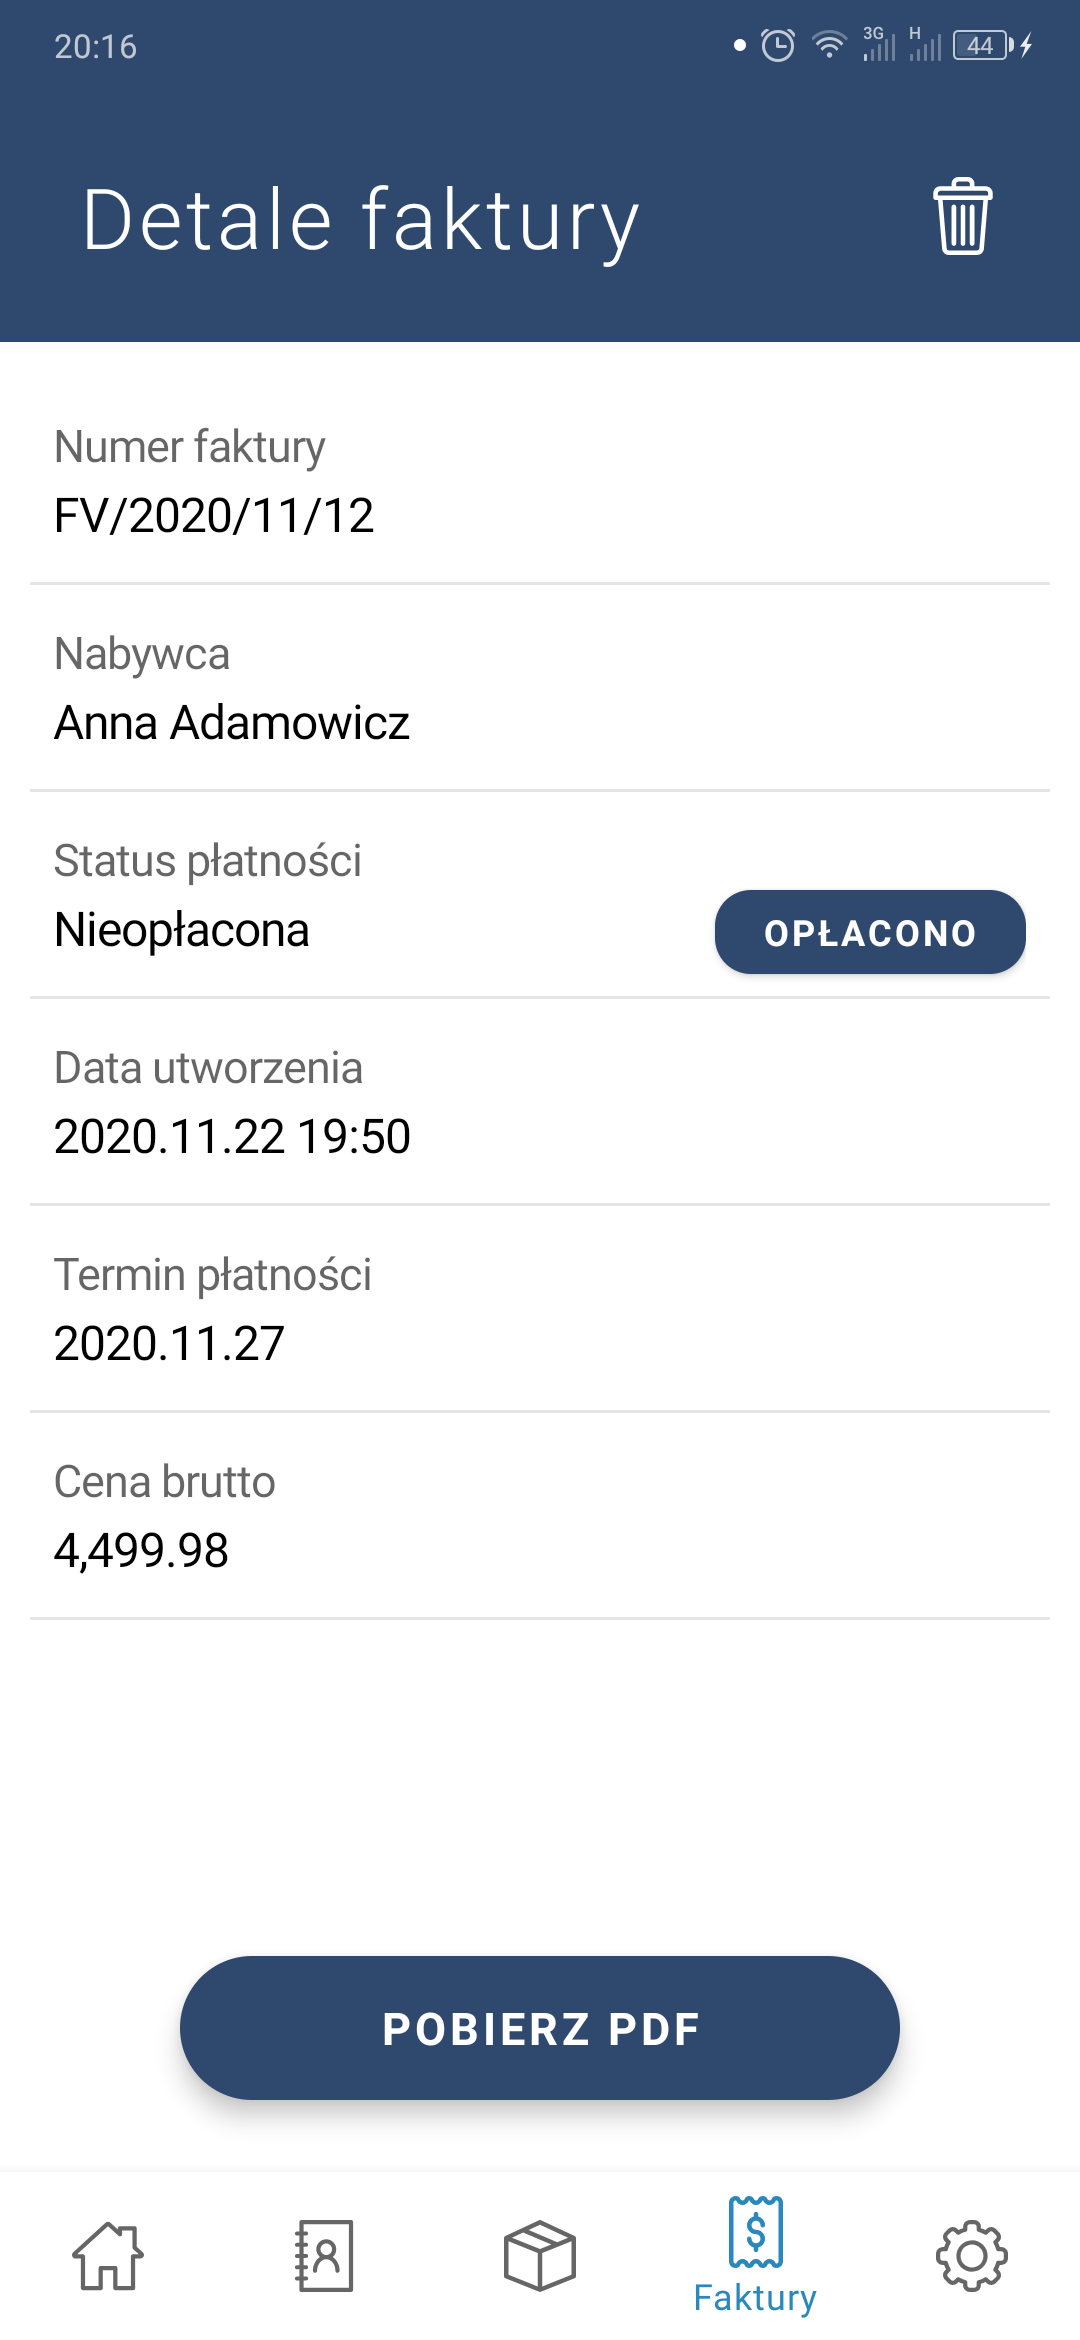 20:16
3G H 44
Detale faktury
Numer faktury
FV/2020/11/12
Nabywca
Anna Adamowicz
Status płatności
Nieopłacona
OPŁACONO
Data utworzenia
2020.11.22 19:50
Termin płatności
2020.11.27
Cena brutto
4,499.98
POBIERZ PDF
Faktury